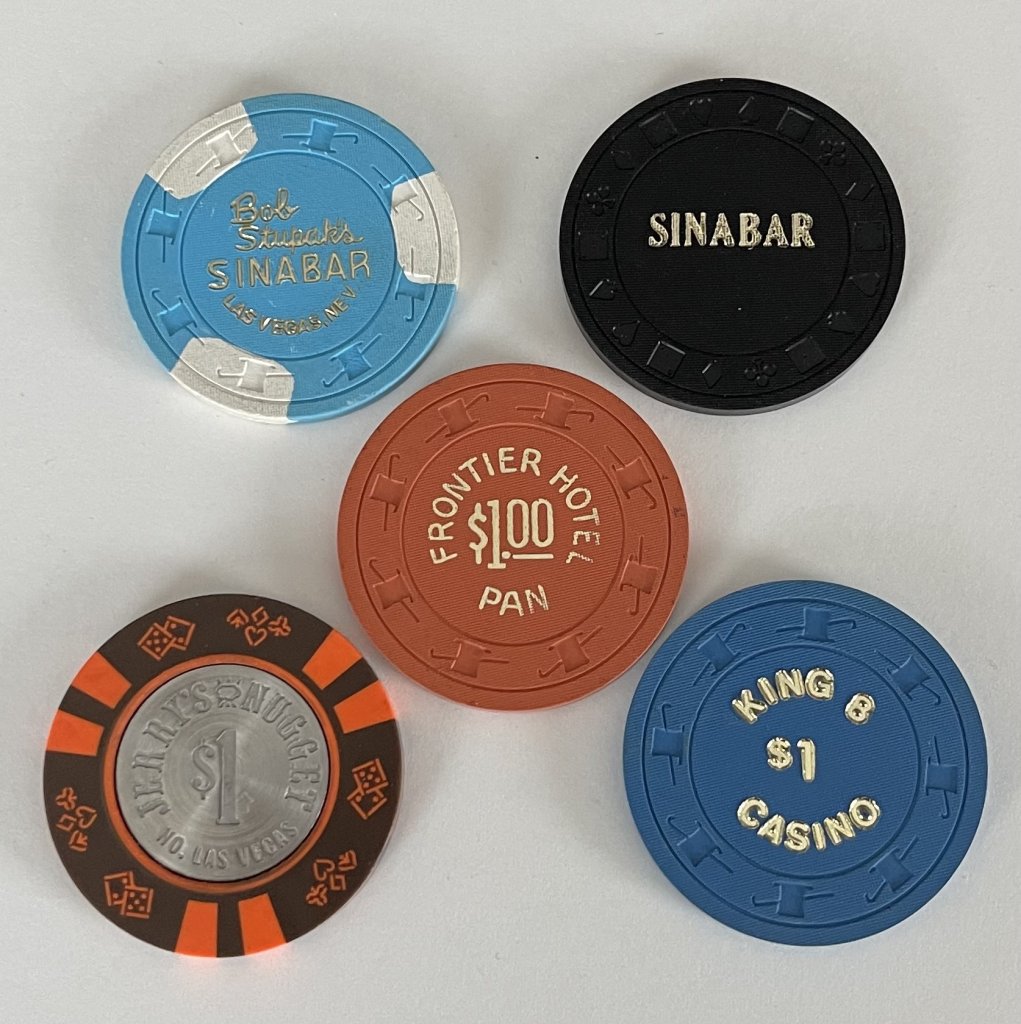 Bob
Stupak's
SINABAR
LAS VEGAS, NEV
SINABAR
FRONTIER HOTEL
$1.00
PAN
JERRY'S NUGGET
$1
NO. LAS VEGAS
KING 8
$1
CASINO